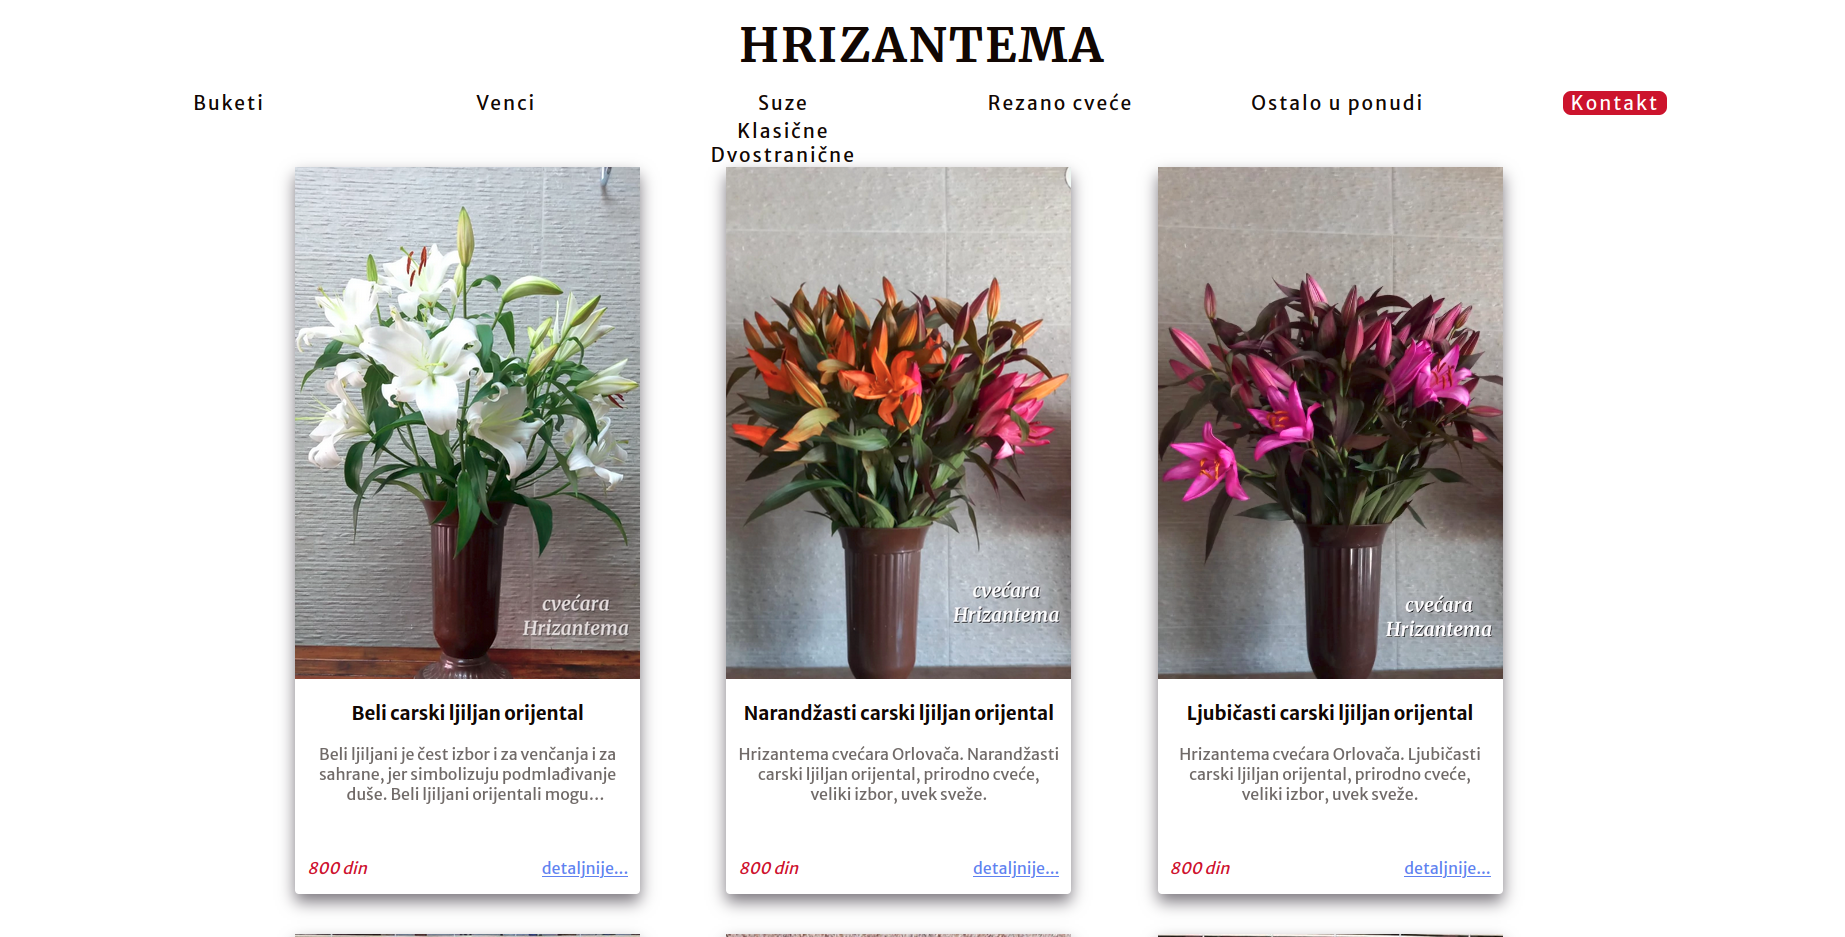 HRIZANTEMA
Buketi
Venci
Suze
Rezano cveće
Ostalo u ponudi
Kontakt
Klasične
Dvostranične
cvećara
Hrizantema
Beli carski ljiljan orijental
Beli ljiljani je čest izbor i za venčanja i za
sahrane, jer simbolizuju podmlađivanje
duše. Beli ljiljani orijentali mogu...
800 din
detaljnije...
cvećara
Hrizantema
Narandžasti carski ljiljan orijental
Hrizantema cvećara Orlovača. Narandžasti
carski ljiljan orijental, prirodno cveće,
veliki izbor, uvek sveže.
800 din
detaljnije...
cvećara
Hrizantema
Ljubičasti carski ljiljan orijental
Hrizantema cvećara Orlovača. Ljubičasti
carski ljiljan orijental, prirodno cveće,
veliki izbor, uvek sveže.
800 din
detaljnije...